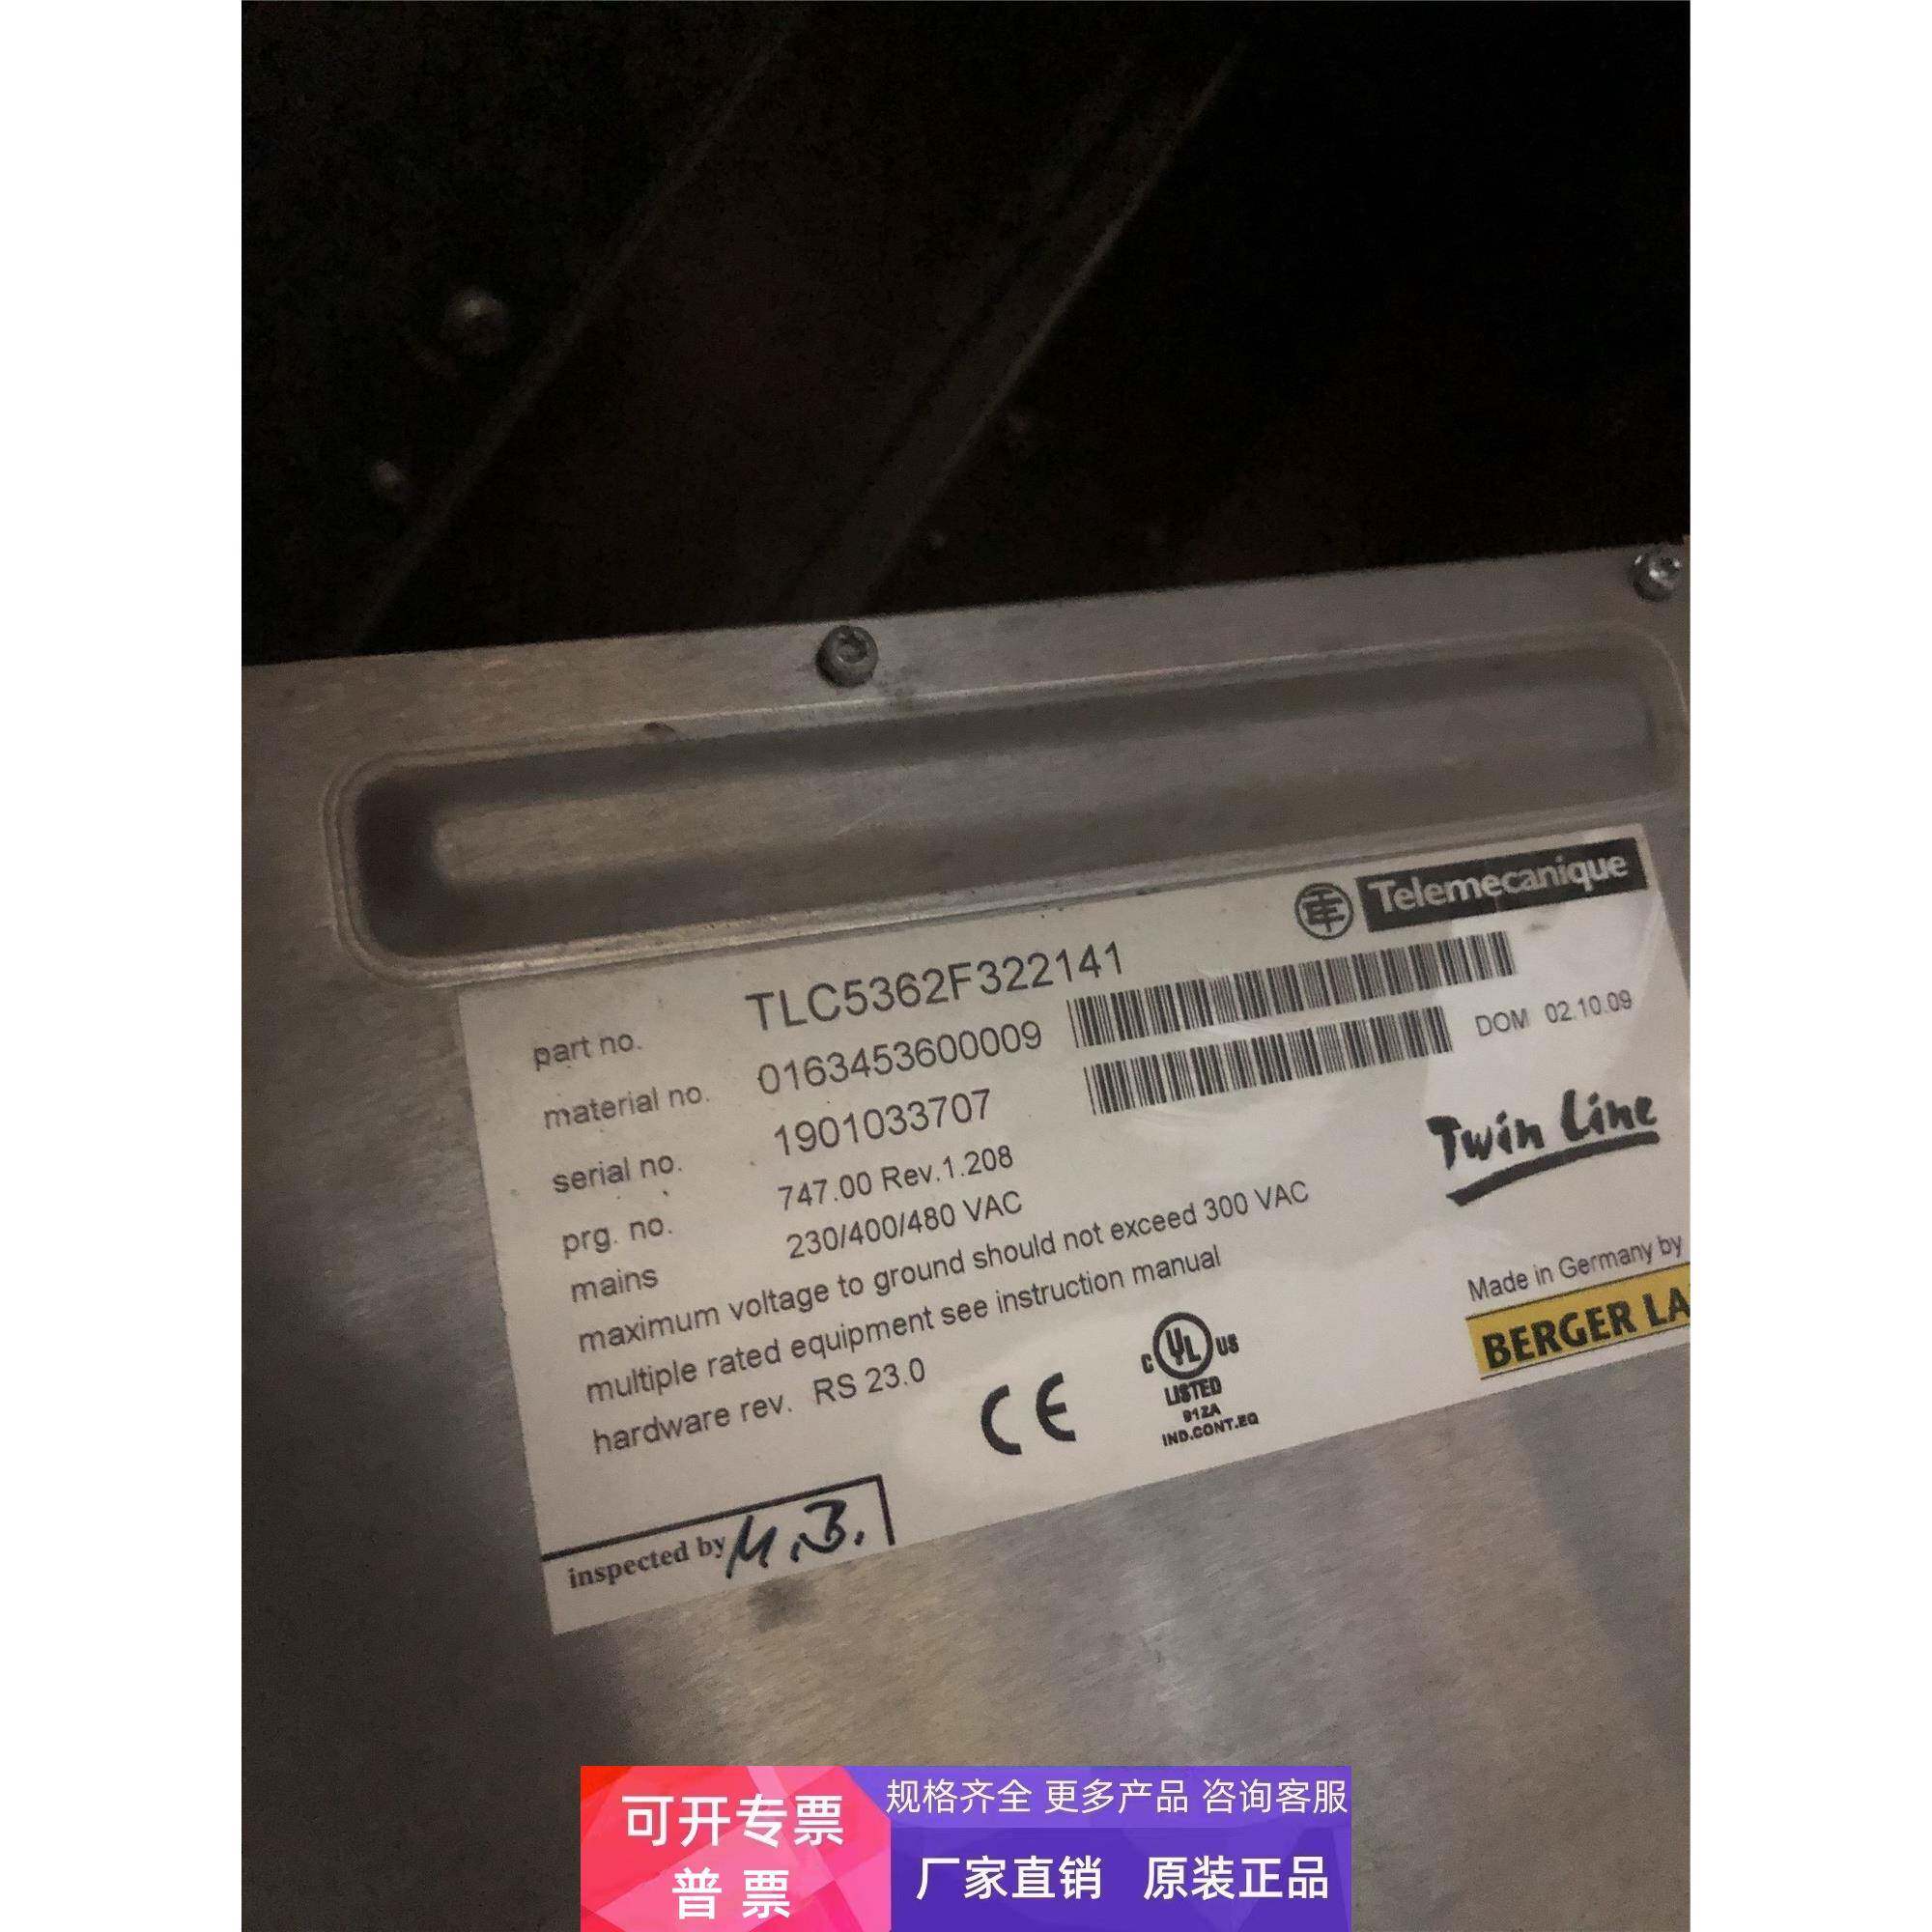 Telemecanique
part no. TLC5362F322141
material no. 0163453600009
serial no. 1901033707 DOM 02.10.09
prg. no. 747.00 Rev.1.208
mains 230/400/480 VAC
maximum voltage to ground should not exceed 300 VAC
multiple rated equipment see instruction manual
hardware rev. RS 23.0
Twin Line
Made in Germany by
BERGER LA
CE
C UL US
LISTED
912A
IND.CONT.EQ
inspected by M.B.
可开专票
普票
规格齐全 更多产品 咨询客服
厂家直销 原装正品